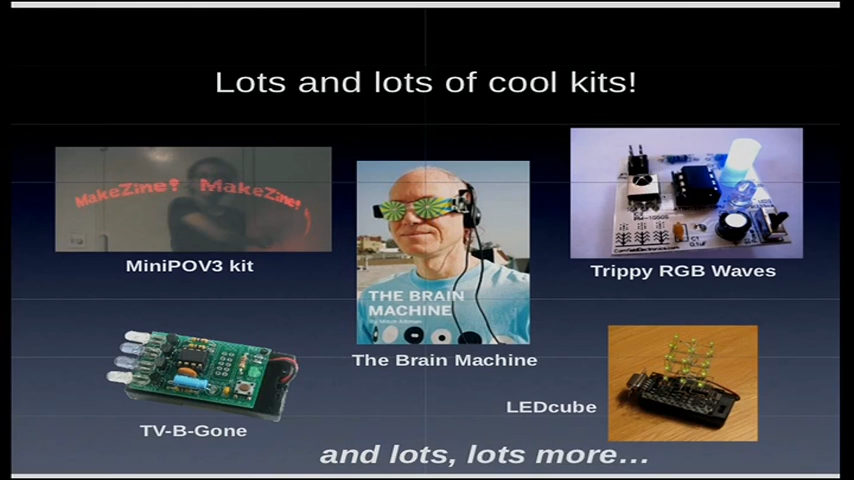 Lots and lots of cool kits!
MakeZine! MakeZine!
MiniPOV3 kit
THE BRAIN
MACHINE
The Brain Machine
Trippy RGB Waves
TV-B-Gone
LEDcube
and lots, lots more...